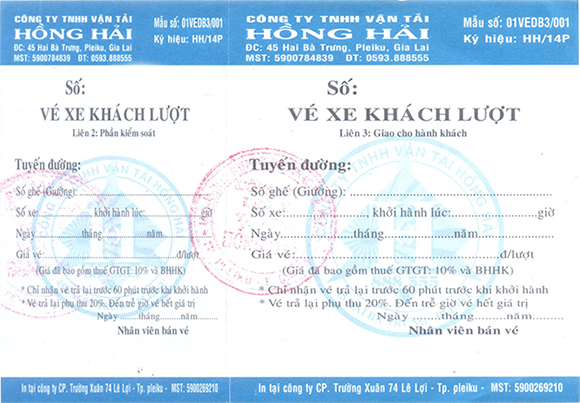 CÔNG TY TNHH VẬN TẢI
HỒNG HẢI
ĐC: 45 Hai Bà Trưng, Pleiku, Gia Lai
MST: 5900784839 ĐT: 0593.888555
Mẫu số: 01VEDB3/001
Ký hiệu: HH/14P
Số:
VÉ XE KHÁCH LƯỢT
Liên 2: Phần kiểm soát
Tuyến đường:
Số ghế (Giường):
Số xe: , khởi hành lúc: giờ
Ngày tháng năm
Giá vé: đ/lượt
(Giá đã bao gồm thuế GTGT: 10% và BHHK)
* Chỉ nhận vé trả lại trước 60 phút trước khi khởi hành
* Vé trả lại phụ thu 20%. Đến trễ giờ vé hết giá trị
Ngày tháng năm
Nhân viên bán vé
In tại công ty CP. Trường Xuân 74 Lê Lợi - Tp. pleiku - MST: 5900269210
CÔNG TY TNHH VẬN TẢI
HỒNG HẢI
ĐC: 45 Hai Bà Trưng, Pleiku, Gia Lai
MST: 5900784839 ĐT: 0593.888555
Mẫu số: 01VEDB3/001
Ký hiệu: HH/14P
Số:
VÉ XE KHÁCH LƯỢT
Liên 3: Giao cho hành khách
Tuyến đường:
Số ghế (Giường):
Số xe: , khởi hành lúc: giờ
Ngày tháng năm
Giá vé: đ/lượt
(Giá đã bao gồm thuế GTGT: 10% và BHHK)
* Chỉ nhận vé trả lại trước 60 phút trước khi khởi hành
* Vé trả lại phụ thu 20%. Đến trễ giờ vé hết giá trị
Ngày tháng năm
Nhân viên bán vé
In tại công ty CP. Trường Xuân 74 Lê Lợi - Tp. pleiku - MST: 5900269210